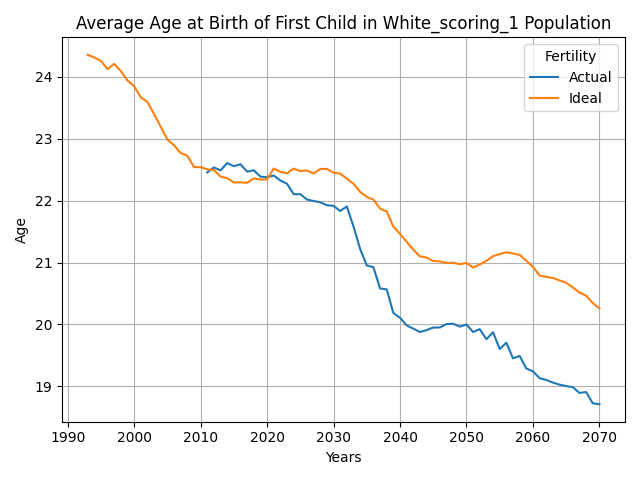 Average Age at Birth of First Child in White_scoring_1 Population
Fertility
Actual
Ideal
Age
24
23
22
21
20
19
1990
2000
2010
2020
2030
2040
2050
2060
2070
Years